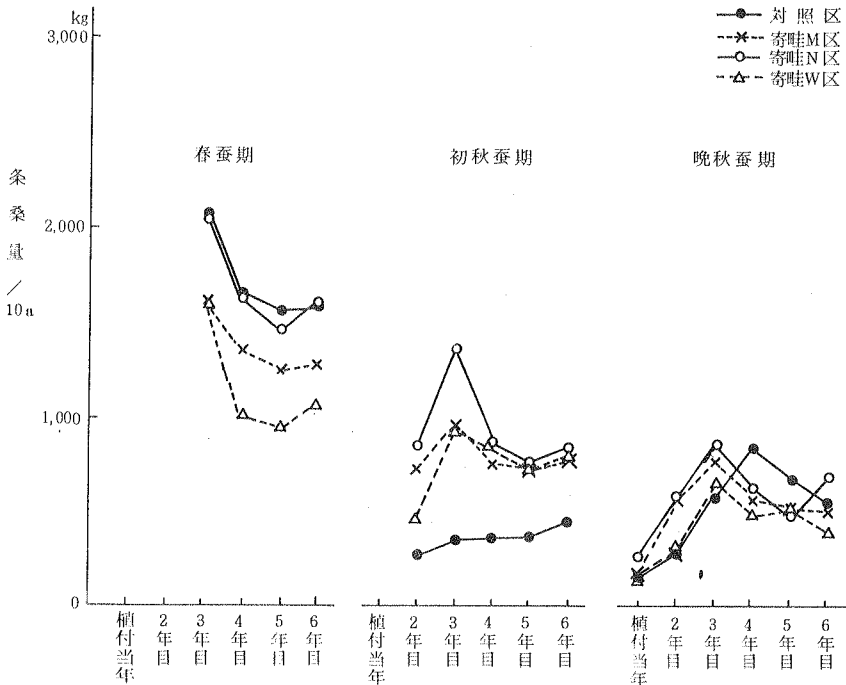 kg
3,000
2,000
1,000
0
条桑量／10a
対照区
寄畦M区
寄畦N区
寄畦W区
春蚕期
初秋蚕期
晩秋蚕期
植付当年
2年目
3年目
4年目
5年目
6年目
植付当年
2年目
3年目
4年目
5年目
6年目
植付当年
2年目
3年目
4年目
5年目
6年目